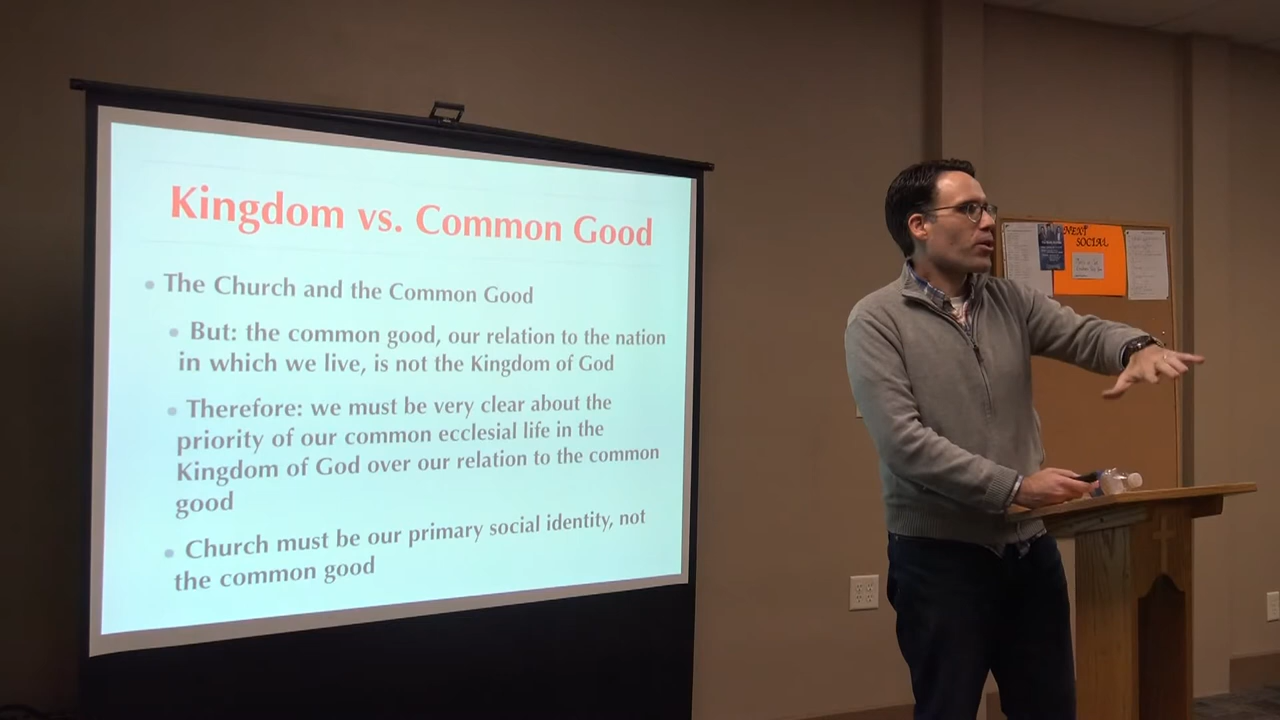 Kingdom vs. Common Good
• The Church and the Common Good
• But: the common good, our relation to the nation
in which we live, is not the Kingdom of God
• Therefore: we must be very clear about the
priority of our common ecclesial life in the
Kingdom of God over our relation to the common
good
• Church must be our primary social identity, not
the common good
NEXT
SOCIAL